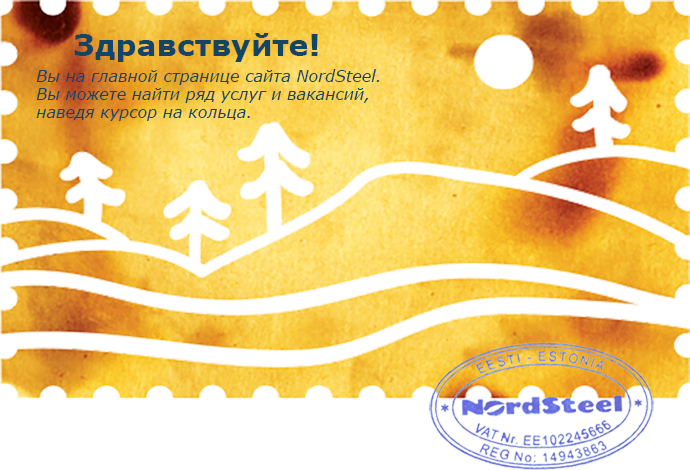 Здравствуйте!
Вы на главной странице сайта NordSteel.
Вы можете найти ряд услуг и вакансий,
наведя курсор на кольца.
EESTI - ESTONIA
* NordSteel *
VAT Nr. EE102245666
REG No: 14943863